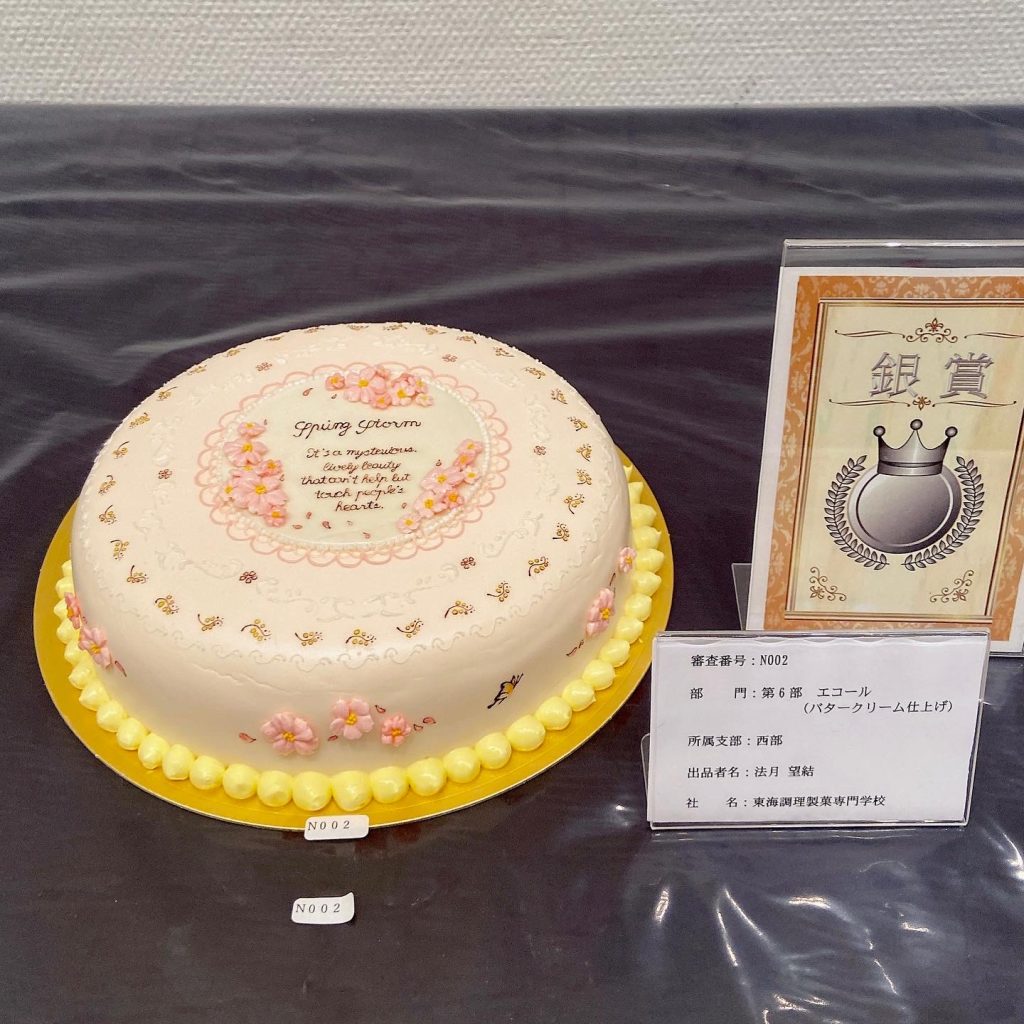 Spring Storm
It's a mysterious.
lively beauty
that can't help but
touch people's
hearts.
銀賞
審査番号：N002
部　　門：第６部　エコール
（バタークリーム仕上げ）
所属支部：西部
出品者名：法月 望結
社　　名：東海調理製菓専門学校
N002
N002